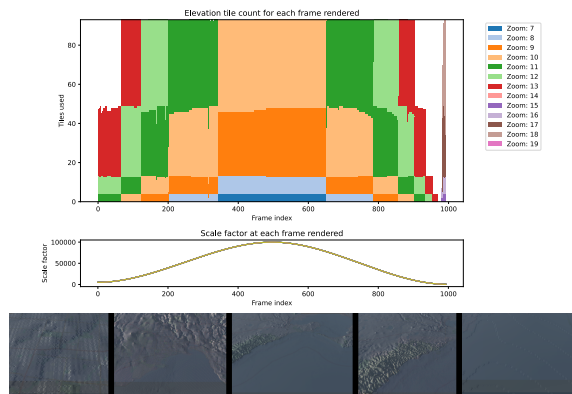 Elevation tile count for each frame rendered
80
60
40
20
0
Tiles used
0
200
400
600
800
1000
Frame index
Zoom: 7
Zoom: 8
Zoom: 9
Zoom: 10
Zoom: 11
Zoom: 12
Zoom: 13
Zoom: 14
Zoom: 15
Zoom: 16
Zoom: 17
Zoom: 18
Zoom: 19
Scale factor at each frame rendered
100000
50000
0
Scale factor
0
200
400
600
800
1000
Frame index